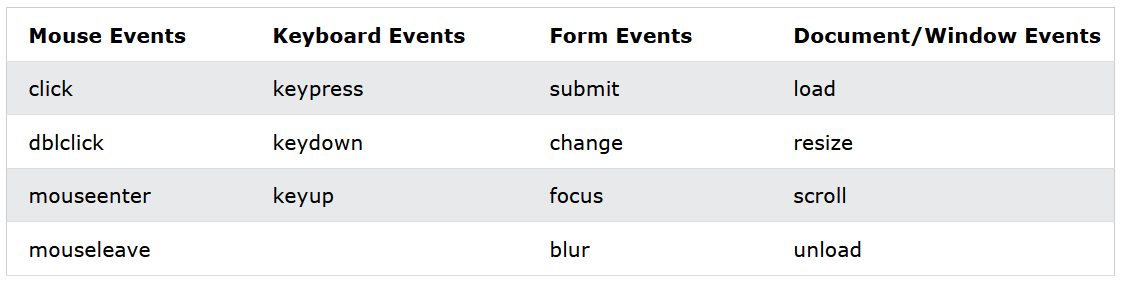 Mouse Events Keyboard Events Form Events Document/Window Events
click keypress submit load
dblclick keydown change resize
mouseenter keyup focus scroll
mouseleave blur unload